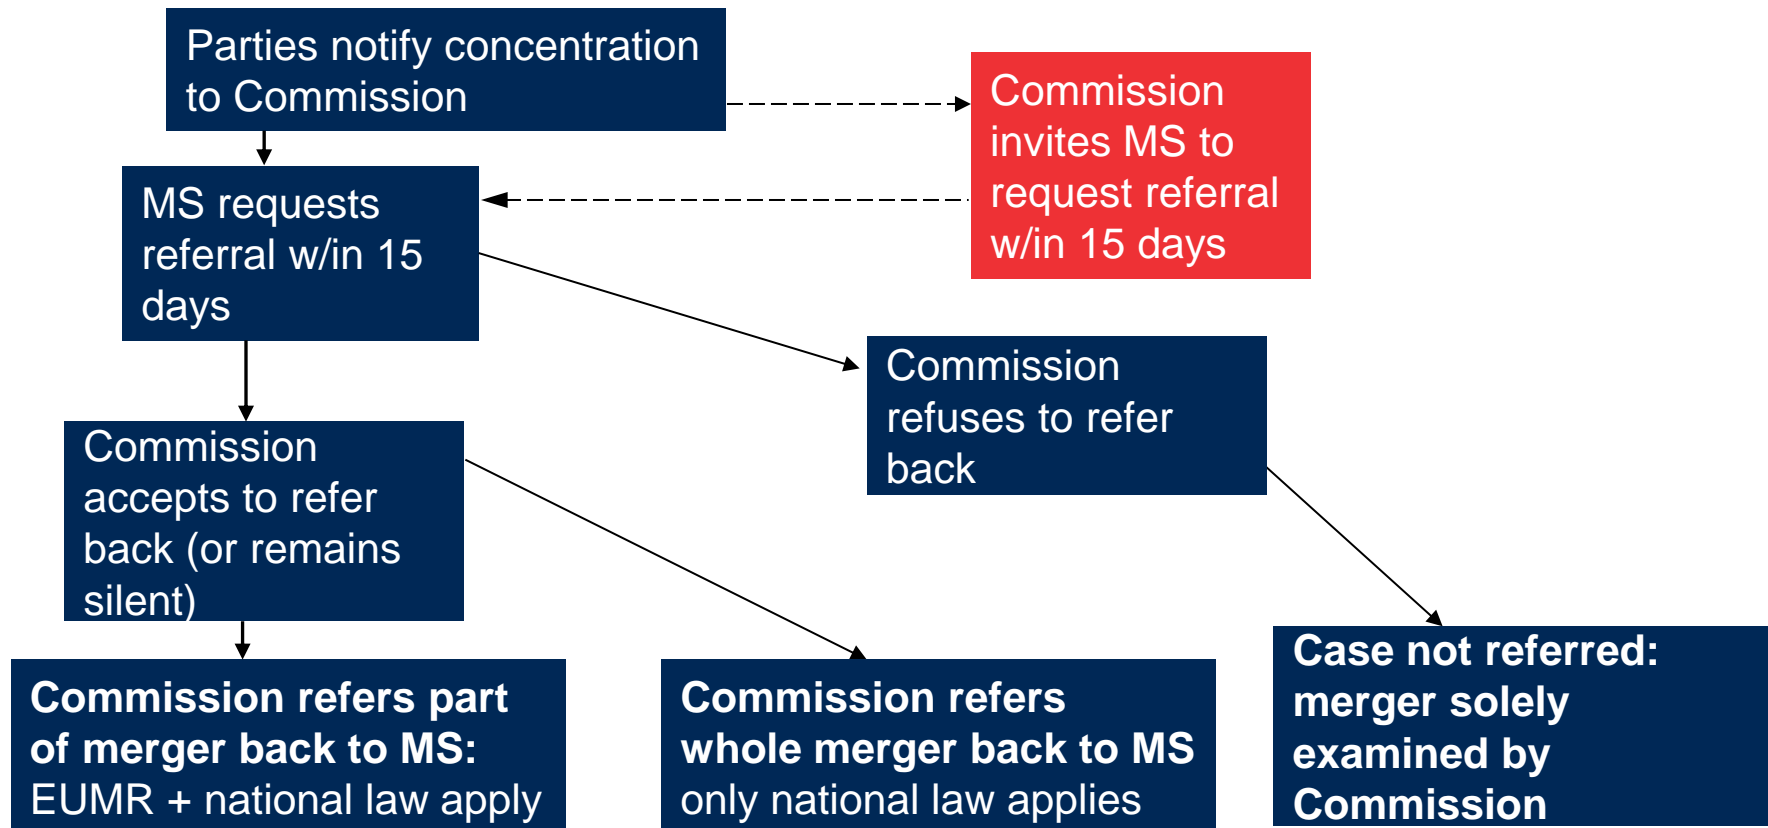 Parties notify concentration
to Commission
Commission
invites MS to
request referral
w/in 15 days
MS requests
referral w/in 15
days
Commission
refuses to refer
back
Commission
accepts to refer
back (or remains
silent)
Commission refers part
of merger back to MS:
EUMR + national law apply
Commission refers
whole merger back to MS
only national law applies
Case not referred:
merger solely
examined by
Commission